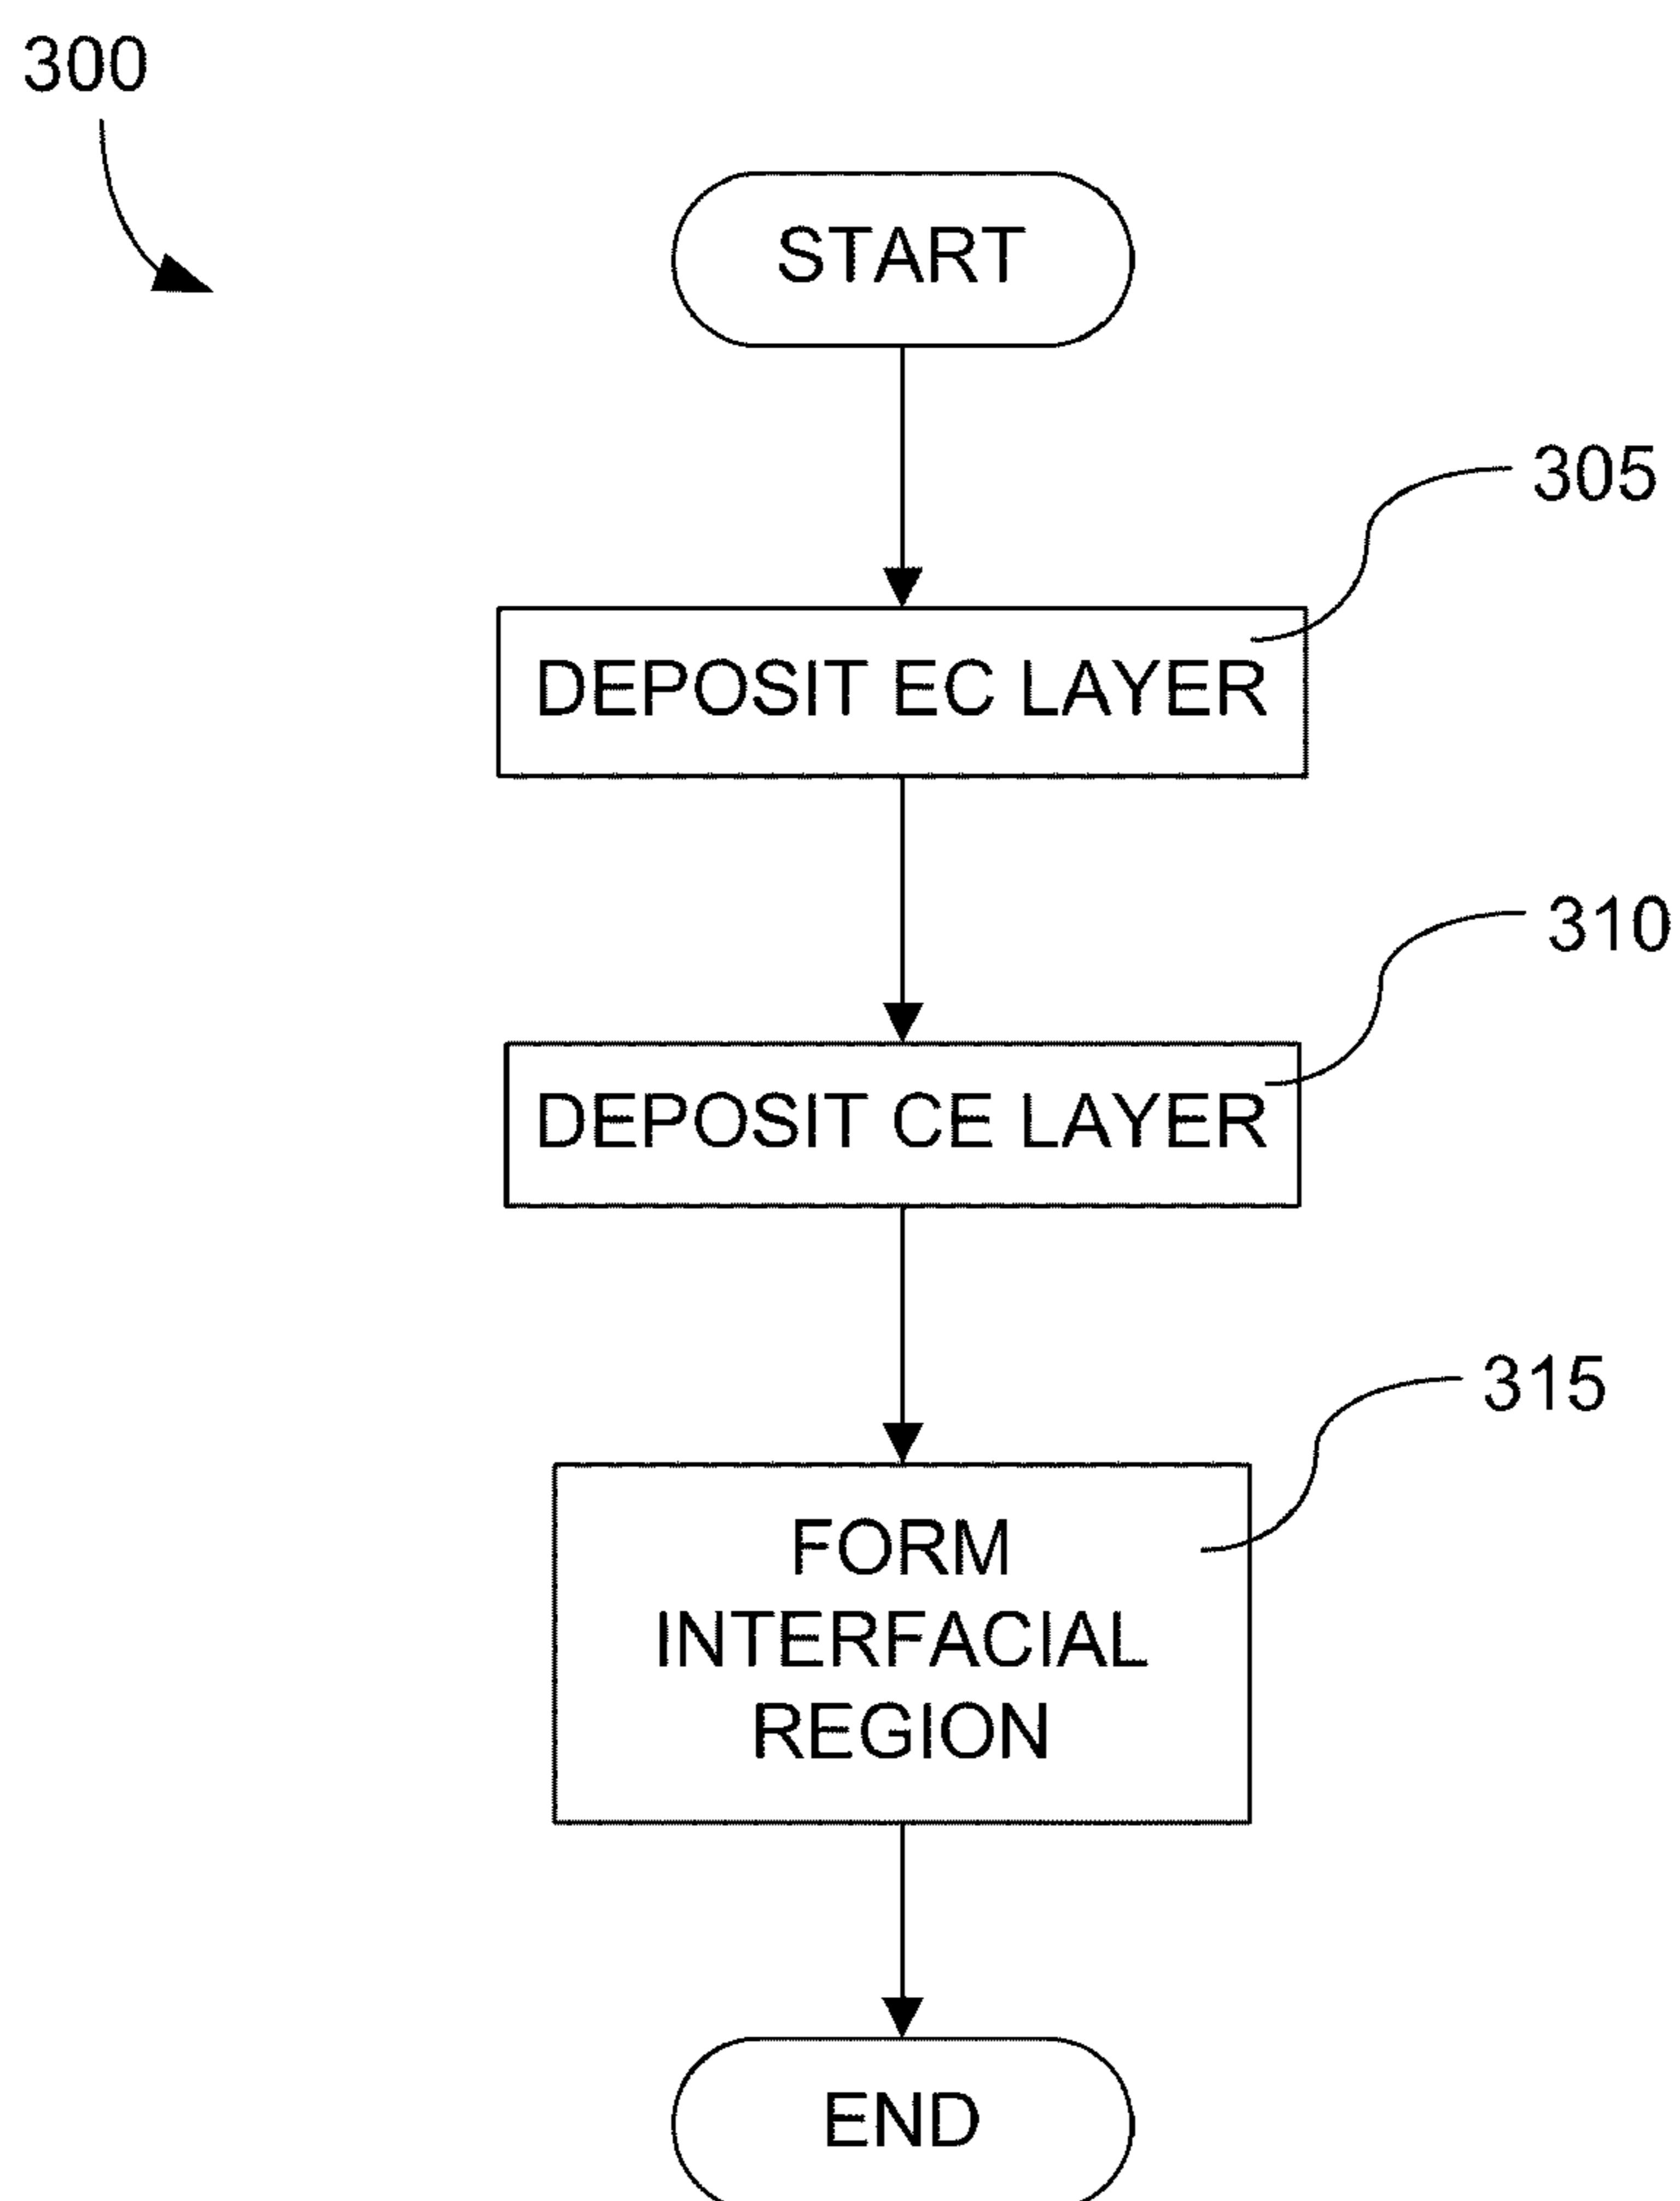 300
START
305
DEPOSIT EC LAYER
310
DEPOSIT CE LAYER
315
FORM
INTERFACIAL
REGION
END